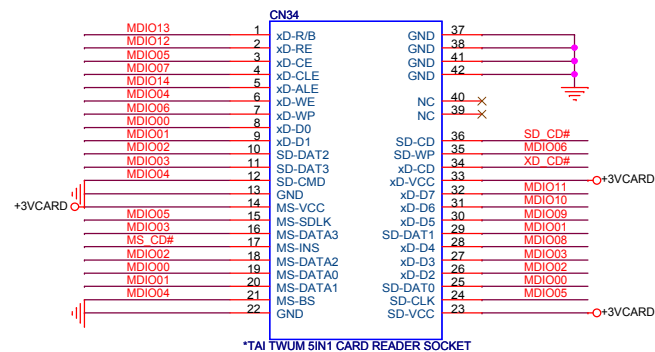 CN34
MDIO13 1 xD-R/B
MDIO12 2 xD-RE
MDIO05 3 xD-CE
MDIO07 4 xD-CLE
MDIO14 5 xD-ALE
MDIO04 6 xD-WE
MDIO06 7 xD-WP
MDIO00 8 xD-D0
MDIO01 9 xD-D1
MDIO02 10 SD-DAT2
MDIO03 11 SD-DAT3
MDIO04 12 SD-CMD
13 GND
+3VCARD 14 MS-VCC
MDIO05 15 MS-SDLK
MDIO03 16 MS-DATA3
MS_CD# 17 MS-INS
MDIO02 18 MS-DATA2
MDIO00 19 MS-DATA0
MDIO01 20 MS-DATA1
MDIO04 21 MS-BS
22 GND
GND 37
GND 38
GND 41
GND 42
NC 40
NC 39
SD-CD 36 SD_CD#
SD-WP 35 MDIO06
xD-CD 34 XD_CD#
xD-VCC 33 +3VCARD
xD-D7 32 MDIO11
xD-D6 31 MDIO10
xD-D5 30 MDIO09
SD-DAT1 29 MDIO01
xD-D4 28 MDIO08
xD-D3 27 MDIO03
xD-D2 26 MDIO02
SD-DAT0 25 MDIO00
SD-CLK 24 MDIO05
SD-VCC 23 +3VCARD
*TAI TWUM 5IN1 CARD READER SOCKET